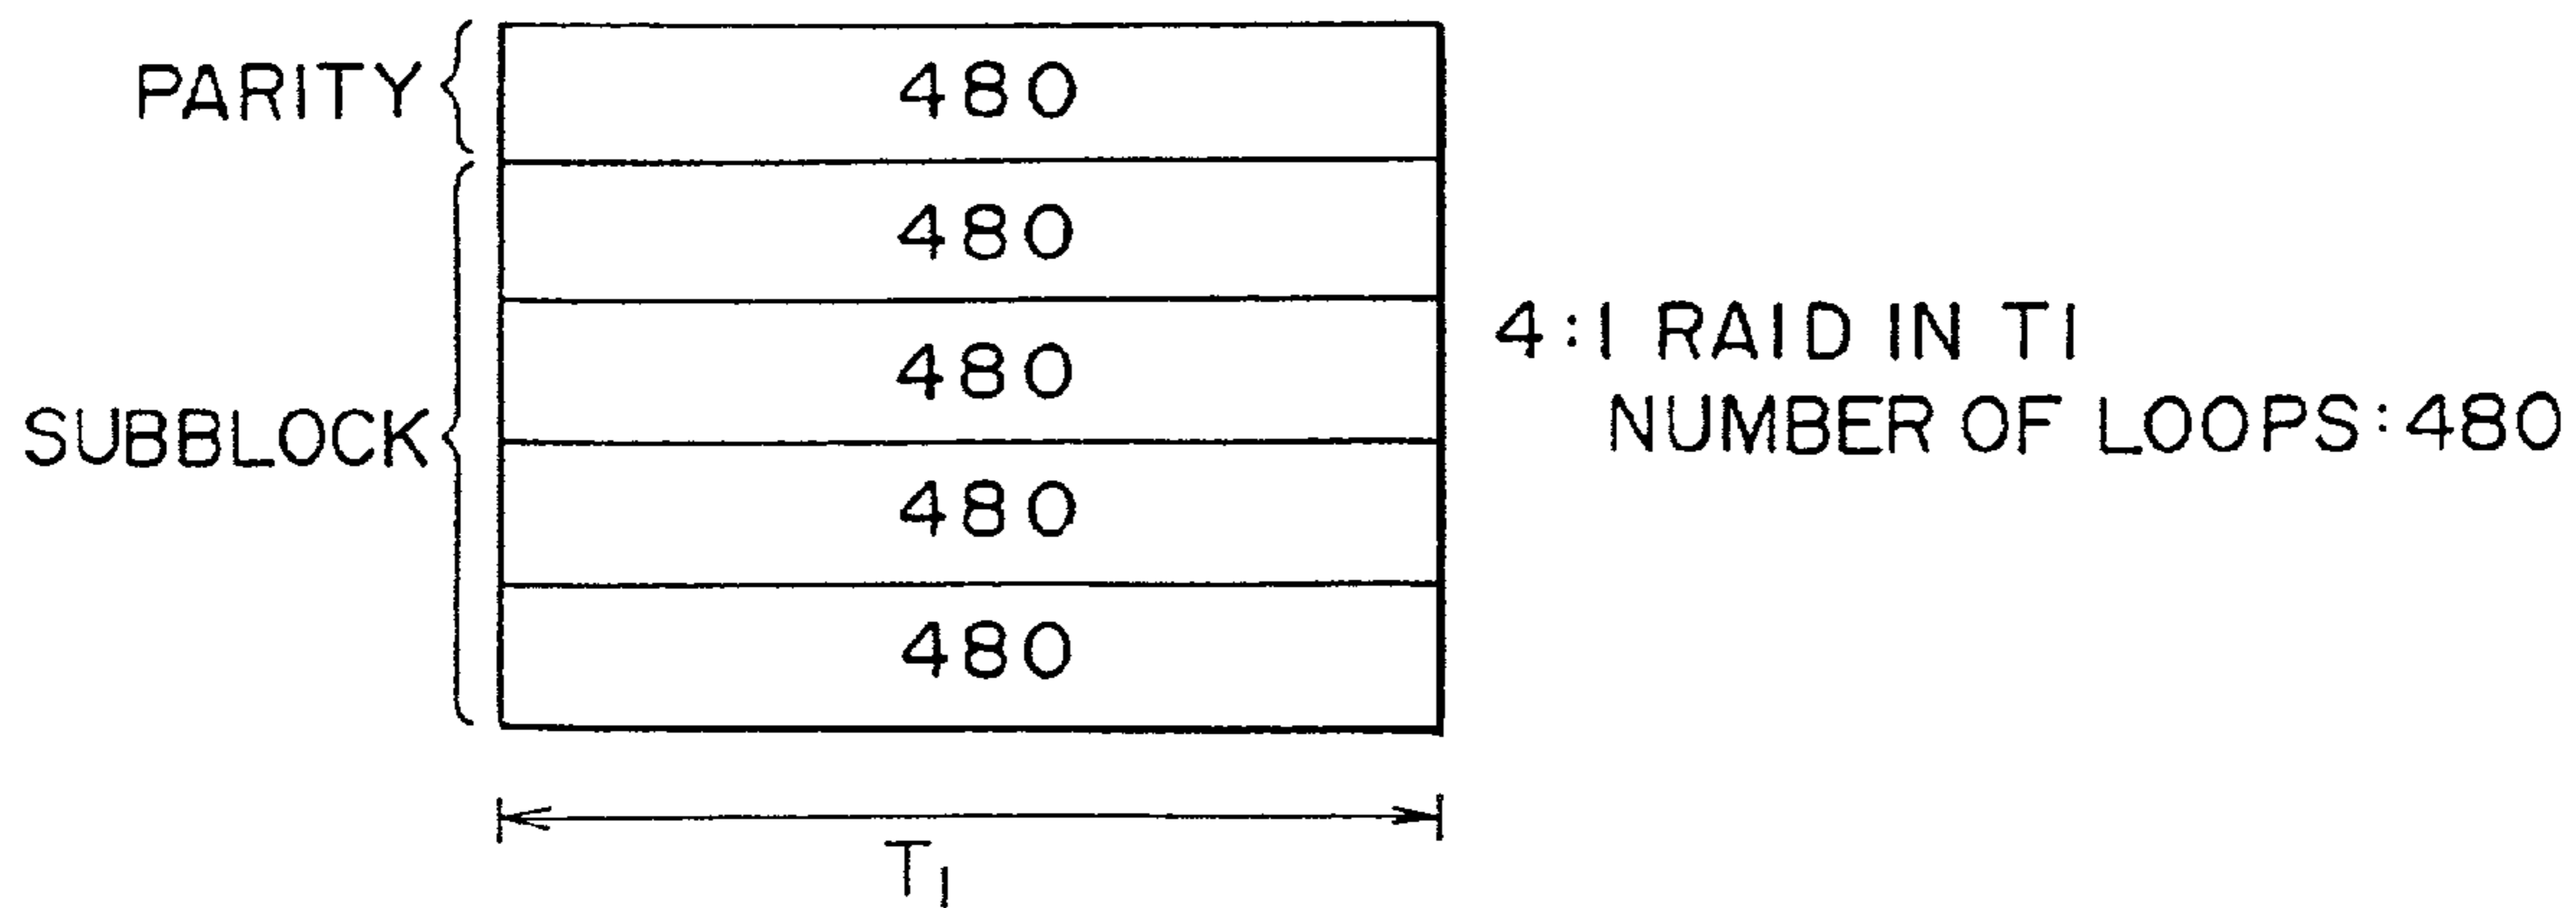 PARITY
480
480
480
480
480
SUBBLOCK
4:1 RAID IN T1
NUMBER OF LOOPS:480
T1